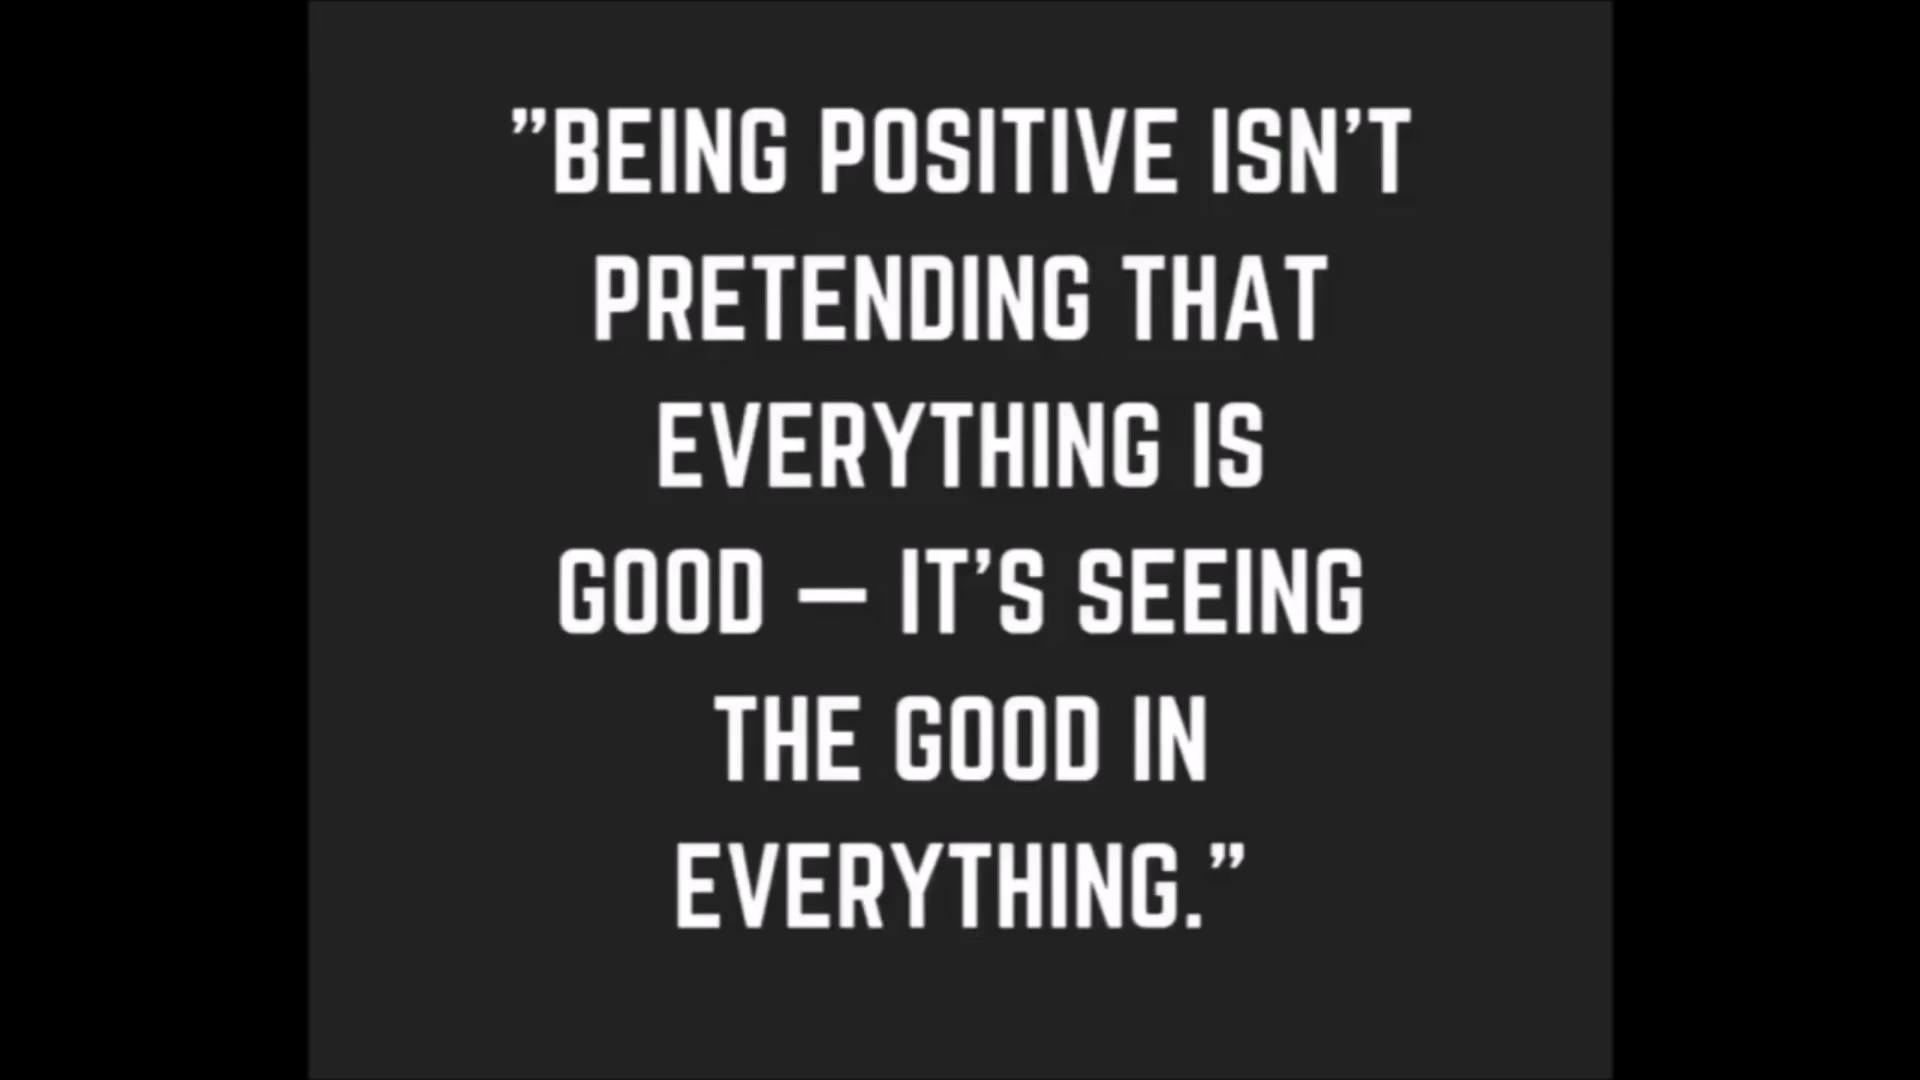 ”BEING POSITIVE ISN’T
PRETENDING THAT
EVERYTHING IS
GOOD — IT’S SEEING
THE GOOD IN
EVERYTHING.”